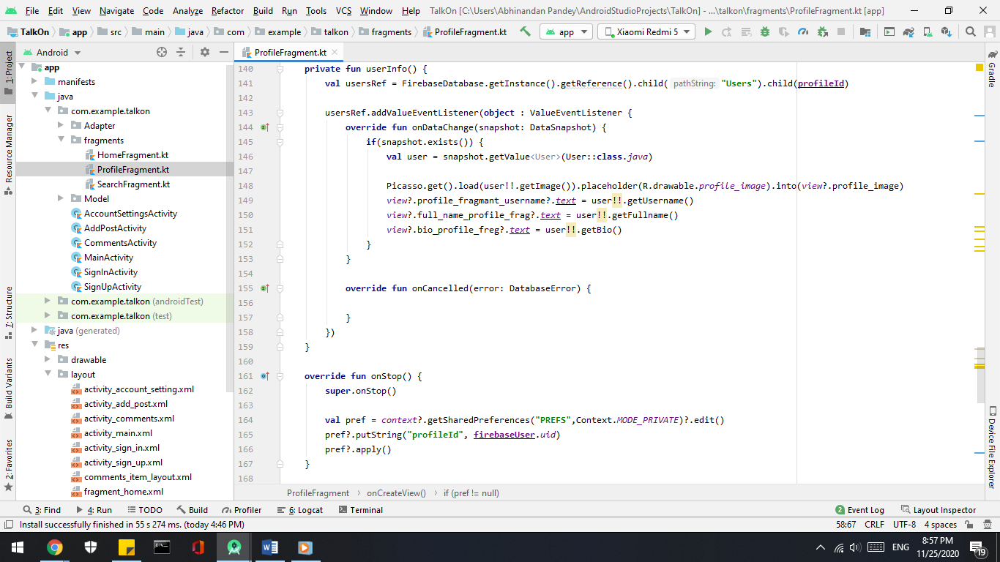 File Edit View Navigate Code Analyze Refactor Build Run Tools VCS Window Help TalkOn [C:\Users\Abhinandan Pandey\AndroidStudioProjects\TalkOn] - ...\talkon\fragments\ProfileFragment.kt [app]
TalkOn app src main java com example talkon fragments ProfileFragment.kt app Xiaomi Redmi 5
Android
ProfileFragment.kt
1: Project
Resource Manager
7: Structure
Build Variants
2: Favorites
app
manifests
java
com.example.talkon
Adapter
fragments
HomeFragment.kt
ProfileFragment.kt
SearchFragment.kt
Model
AccountSettingsActivity
AddPostActivity
CommentsActivity
MainActivity
SignInActivity
SignUpActivity
com.example.talkon (androidTest)
com.example.talkon (test)
java (generated)
res
drawable
layout
activity_account_setting.xml
activity_add_post.xml
activity_comments.xml
activity_main.xml
activity_sign_in.xml
activity_sign_up.xml
comments_item_layout.xml
fragment_home.xml
140 private fun userInfo() {
141 val usersRef = FirebaseDatabase.getInstance().getReference().child( pathString: "Users").child(profileId)
142
143 usersRef.addValueEventListener(object : ValueEventListener {
144 override fun onDataChange(snapshot: DataSnapshot) {
145 if(snapshot.exists()) {
146 val user = snapshot.getValue<User>(User::class.java)
147
148 Picasso.get().load(user!!.getImage()).placeholder(R.drawable.profile_image).into(view?.profile_image)
149 view?.profile_fragmant_username?.text = user!!.getUsername()
150 view?.full_name_profile_frag?.text = user!!.getFullname()
151 view?.bio_profile_freg?.text = user!!.getBio()
152 }
153 }
154
155 override fun onCancelled(error: DatabaseError) {
156
157 }
158 })
159 }
160
161 override fun onStop() {
162 super.onStop()
163
164 val pref = context?.getSharedPreferences("PREFS",Context.MODE_PRIVATE)?.edit()
165 pref?.putString("profileId", firebaseUser.uid)
166 pref?.apply()
167 }
168
Gradle
Device File Explorer
ProfileFragment onCreateView() if (pref != null)
3: Find 4: Run TODO Build Profiler 6: Logcat Terminal 2 Event Log Layout Inspector
Install successfully finished in 55 s 274 ms. (today 4:46 PM) 58:67 CRLF UTF-8 4 spaces
ENG 8:57 PM
11/25/2020 19